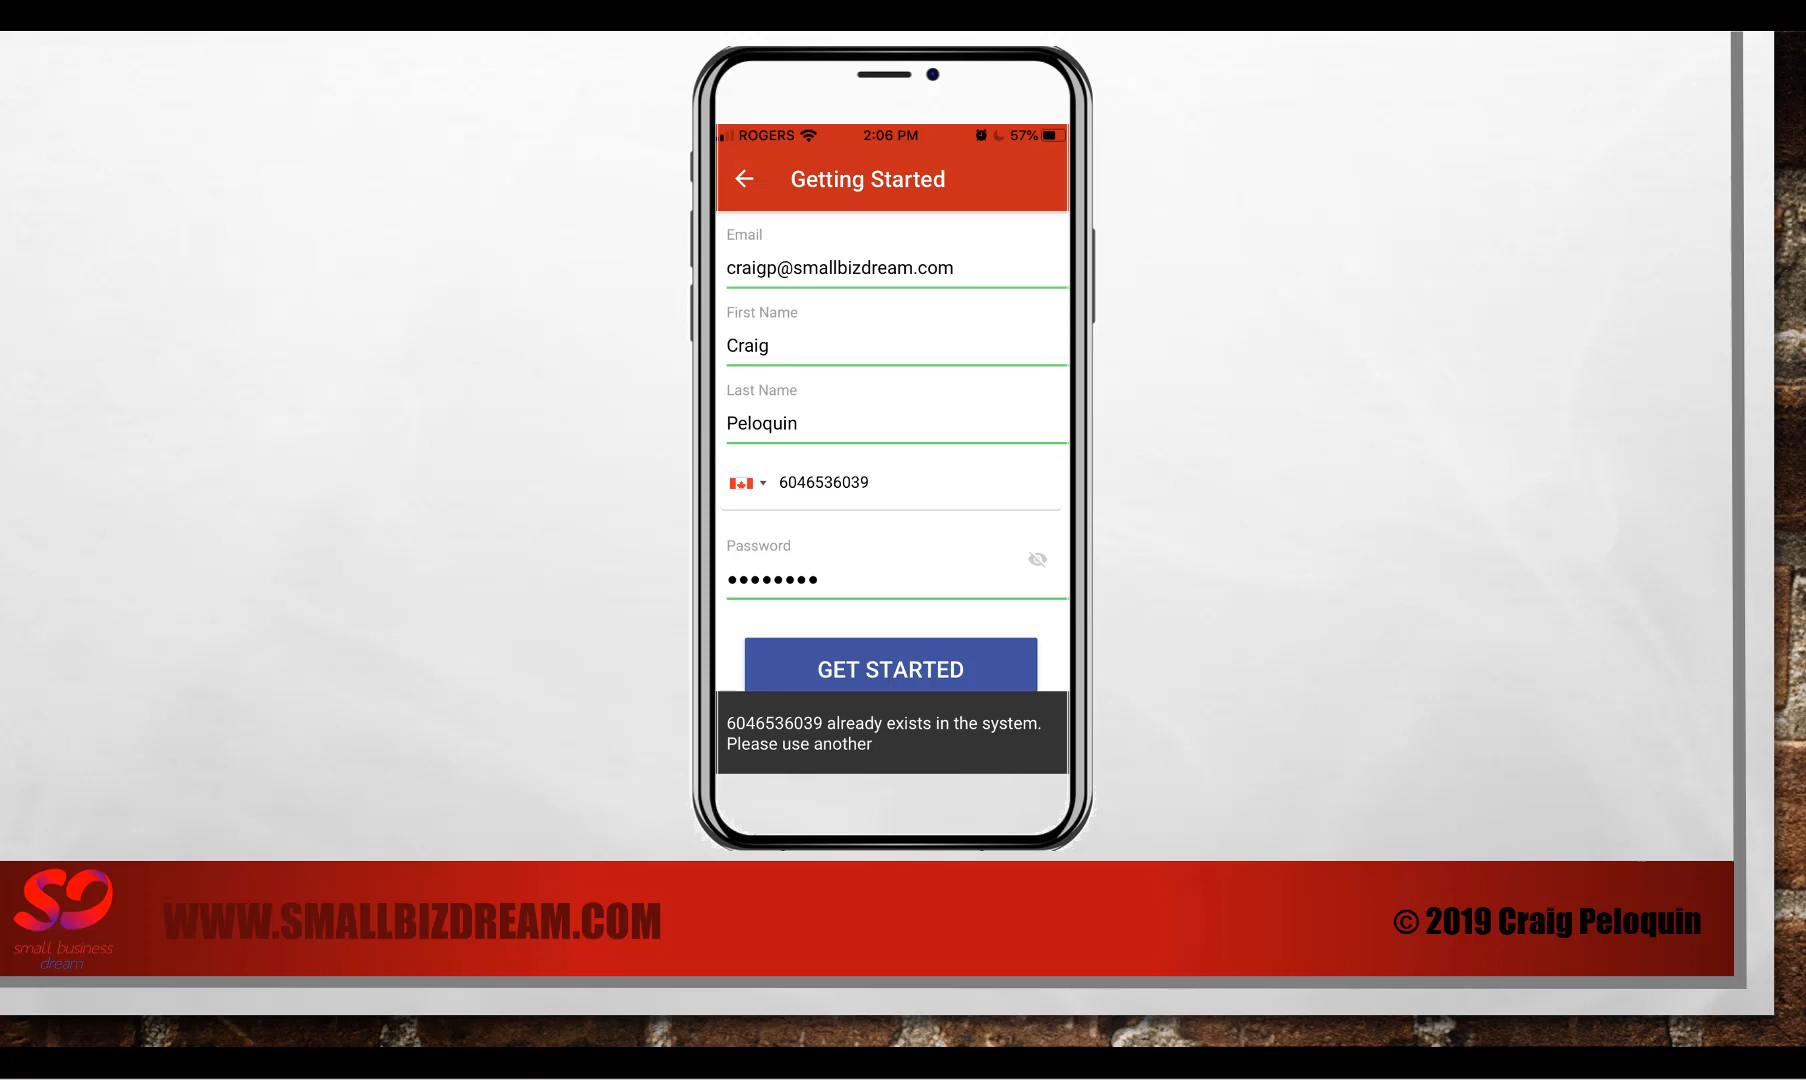 ROGERS 2:06 PM 57%
Getting Started
Email
craigp@smallbizdream.com
First Name
Craig
Last Name
Peloquin
6046536039
Password
GET STARTED
6046536039 already exists in the system.
Please use another
small business
dream
WWW.SMALLBIZDREAM.COM
© 2019 Craig Peloquin